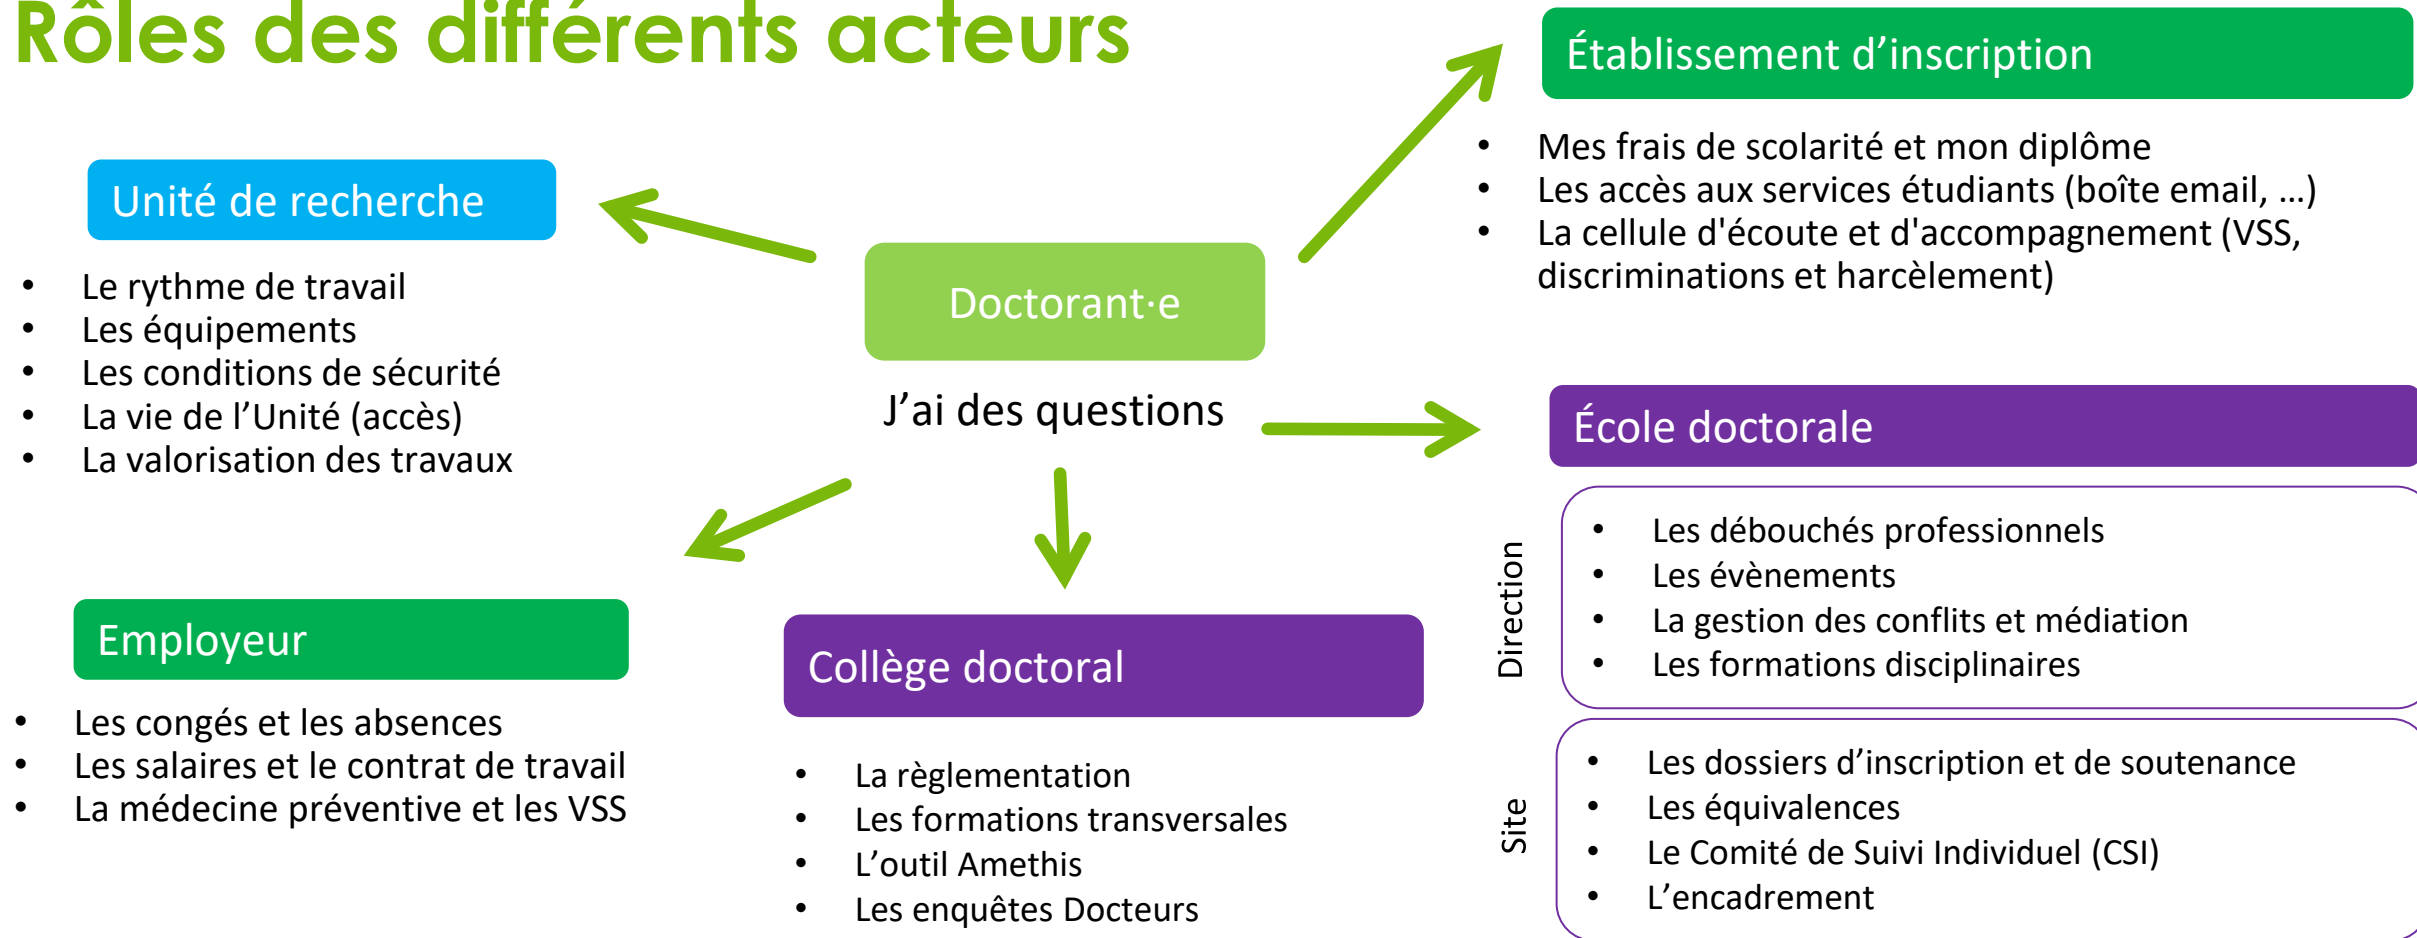 Rôles des différents acteurs
Unité de recherche
• Le rythme de travail
• Les équipements
• Les conditions de sécurité
• La vie de l’Unité (accès)
• La valorisation des travaux
Doctorant·e
J’ai des questions
Établissement d’inscription
• Mes frais de scolarité et mon diplôme
• Les accès aux services étudiants (boîte email, …)
• La cellule d'écoute et d'accompagnement (VSS,
discriminations et harcèlement)
Employeur
• Les congés et les absences
• Les salaires et le contrat de travail
• La médecine préventive et les VSS
Collège doctoral
• La règlementation
• Les formations transversales
• L’outil Amethis
• Les enquêtes Docteurs
École doctorale
Direction
• Les débouchés professionnels
• Les évènements
• La gestion des conflits et médiation
• Les formations disciplinaires
Site
• Les dossiers d’inscription et de soutenance
• Les équivalences
• Le Comité de Suivi Individuel (CSI)
• L’encadrement